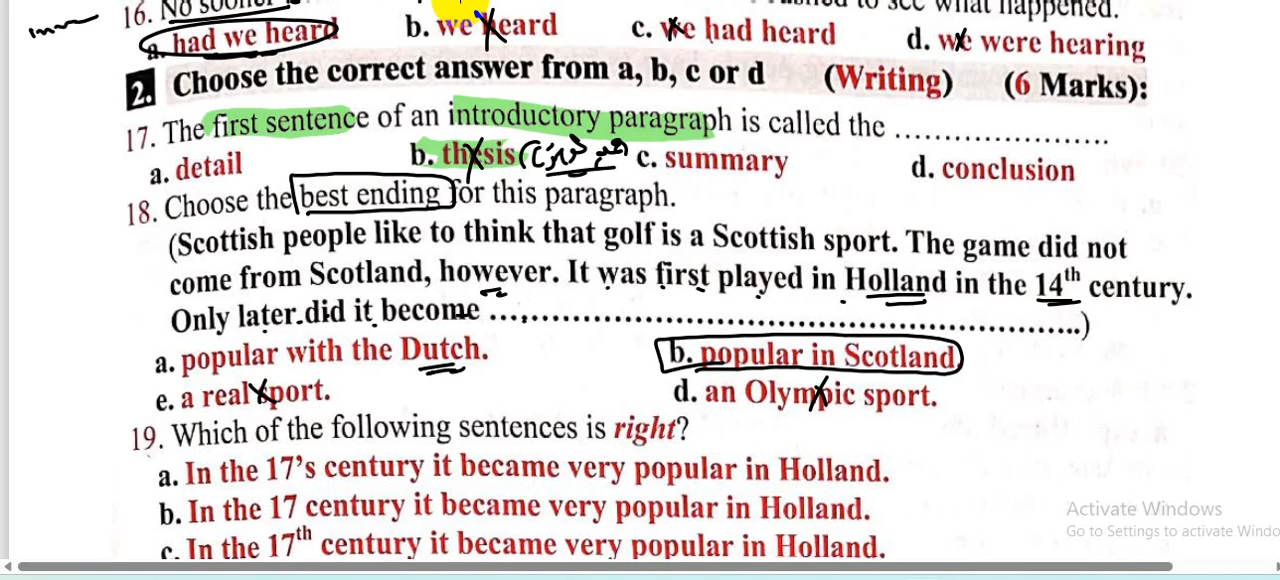 16. No sooner
to see what happened.
a. had we heard b. we heard c. we had heard d. we were hearing
2. Choose the correct answer from a, b, c or d (Writing) (6 Marks):
17. The first sentence of an introductory paragraph is called the ......................
a. detail b. thesis c. summary d. conclusion
18. Choose the best ending for this paragraph.
(Scottish people like to think that golf is a Scottish sport. The game did not
come from Scotland, however. It was first played in Holland in the 14th century.
Only later did it become ............................................................)
a. popular with the Dutch. b. popular in Scotland
e. a real sport. d. an Olympic sport.
19. Which of the following sentences is right?
a. In the 17's century it became very popular in Holland.
b. In the 17 century it became very popular in Holland.
c. In the 17th century it became very popular in Holland.
Activate Windows
Go to Settings to activate Windo